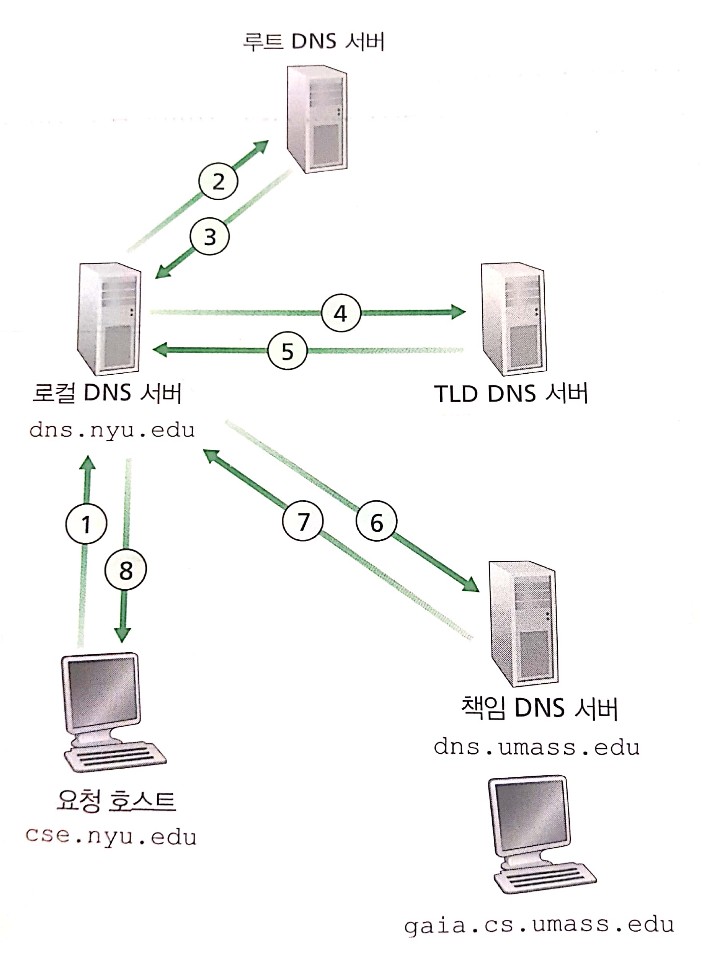 루트 DNS 서버
2
3
4
5
로컬 DNS 서버
dns.nyu.edu
TLD DNS 서버
1
8
7
6
책임 DNS 서버
dns.umass.edu
요청 호스트
cse.nyu.edu
gaia.cs.umass.edu